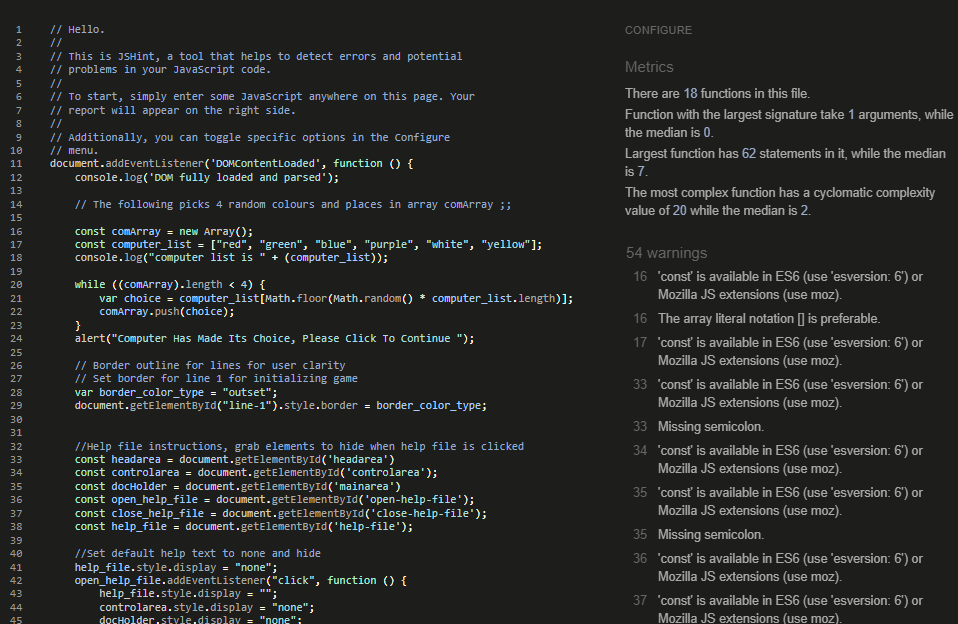 1 // Hello.
2 //
3 // This is JSHint, a tool that helps to detect errors and potential
4 // problems in your JavaScript code.
5 //
6 // To start, simply enter some JavaScript anywhere on this page. Your
7 // report will appear on the right side.
8 //
9 // Additionally, you can toggle specific options in the Configure
10 // menu.
11 document.addEventListener('DOMContentLoaded', function () {
12 console.log('DOM fully loaded and parsed');
13
14 // The following picks 4 random colours and places in array comArray ;;
15
16 const comArray = new Array();
17 const computer_list = ["red", "green", "blue", "purple", "white", "yellow"];
18 console.log("computer list is " + (computer_list));
19
20 while ((comArray).length < 4) {
21 var choice = computer_list[Math.floor(Math.random() * computer_list.length)];
22 comArray.push(choice);
23 }
24 alert("Computer Has Made Its Choice, Please Click To Continue ");
25
26 // Border outline for lines for user clarity
27 // Set border for line 1 for initializing game
28 var border_color_type = "outset";
29 document.getElementById("line-1").style.border = border_color_type;
30
31
32 //Help file instructions, grab elements to hide when help file is clicked
33 const headarea = document.getElementById('headarea')
34 const controlarea = document.getElementById('controlarea');
35 const docHolder = document.getElementById('mainarea')
36 const open_help_file = document.getElementById('open-help-file');
37 const close_help_file = document.getElementById('close-help-file');
38 const help_file = document.getElementById('help-file');
39
40 //Set default help text to none and hide
41 help_file.style.display = "none";
42 open_help_file.addEventListener("click", function () {
43 help_file.style.display = "";
44 controlarea.style.display = "none";
45 docHolder.style.display = "none";
CONFIGURE
Metrics
There are 18 functions in this file.
Function with the largest signature take 1 arguments, while
the median is 0.
Largest function has 62 statements in it, while the median
is 7.
The most complex function has a cyclomatic complexity
value of 20 while the median is 2.
54 warnings
16 'const' is available in ES6 (use 'esversion: 6') or
Mozilla JS extensions (use moz).
16 The array literal notation [] is preferable.
17 'const' is available in ES6 (use 'esversion: 6') or
Mozilla JS extensions (use moz).
33 'const' is available in ES6 (use 'esversion: 6') or
Mozilla JS extensions (use moz).
33 Missing semicolon.
34 'const' is available in ES6 (use 'esversion: 6') or
Mozilla JS extensions (use moz).
35 'const' is available in ES6 (use 'esversion: 6') or
Mozilla JS extensions (use moz).
35 Missing semicolon.
36 'const' is available in ES6 (use 'esversion: 6') or
Mozilla JS extensions (use moz).
37 'const' is available in ES6 (use 'esversion: 6') or
Mozilla JS extensions (use moz).